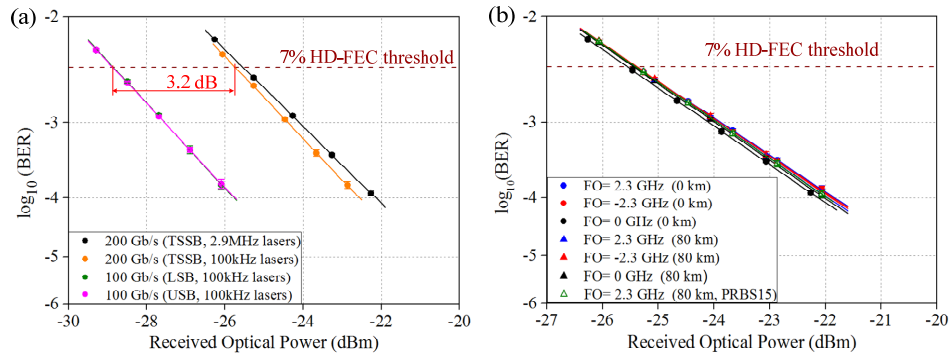 (a)
-2
7% HD-FEC threshold
3.2 dB
-3
log10(BER)
-4
-5
200 Gb/s (TSSB, 2.9MHz lasers)
200 Gb/s (TSSB, 100kHz lasers)
100 Gb/s (LSB, 100kHz lasers)
100 Gb/s (USB, 100kHz lasers)
-6
-30 -28 -26 -24 -22 -20
Received Optical Power (dBm)
(b)
-2
7% HD-FEC threshold
-3
log10(BER)
-4
-5
FO= 2.3 GHz (0 km)
FO= -2.3 GHz (0 km)
FO= 0 GHz (0 km)
FO= 2.3 GHz (80 km)
FO= -2.3 GHz (80 km)
FO= 0 GHz (80 km)
FO= 2.3 GHz (80 km, PRBS15)
-6
-27 -26 -25 -24 -23 -22 -21 -20
Received Optical Power (dBm)